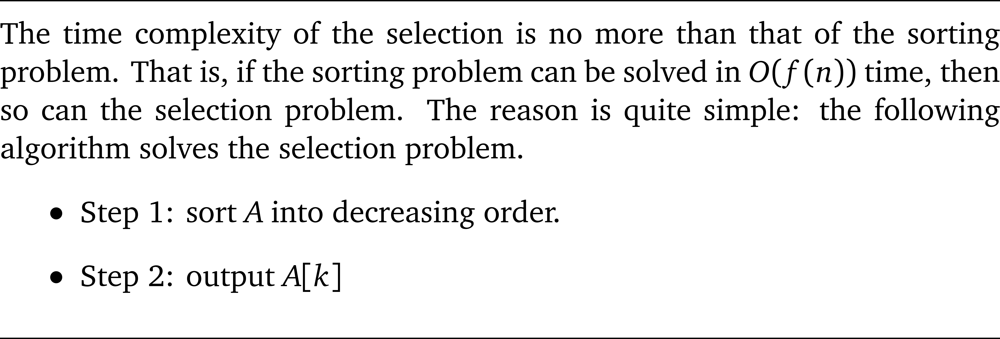 The time complexity of the selection is no more than that of the sorting
problem. That is, if the sorting problem can be solved in O(f(n)) time, then
so can the selection problem. The reason is quite simple: the following
algorithm solves the selection problem.
• Step 1: sort A into decreasing order.
• Step 2: output A[k]